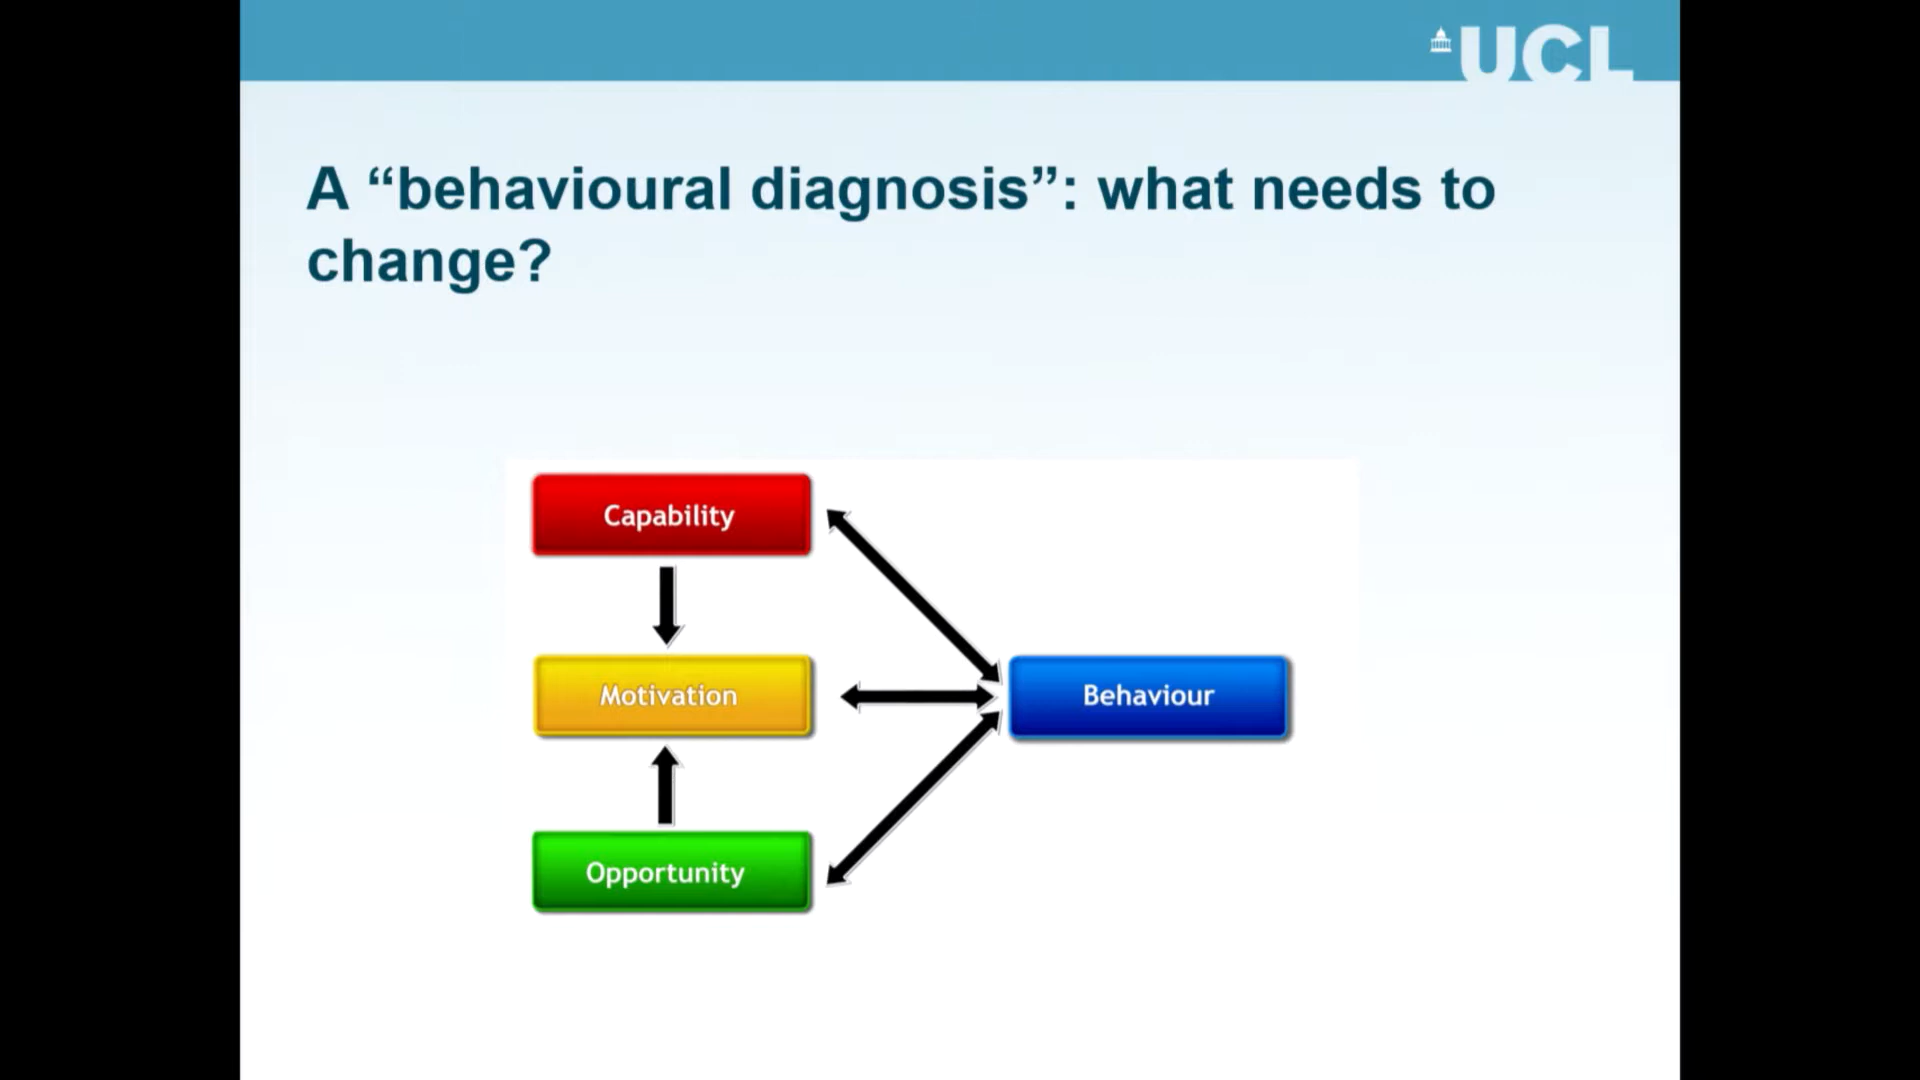 UCL
A “behavioural diagnosis”: what needs to
change?
Capability
Motivation
Behaviour
Opportunity